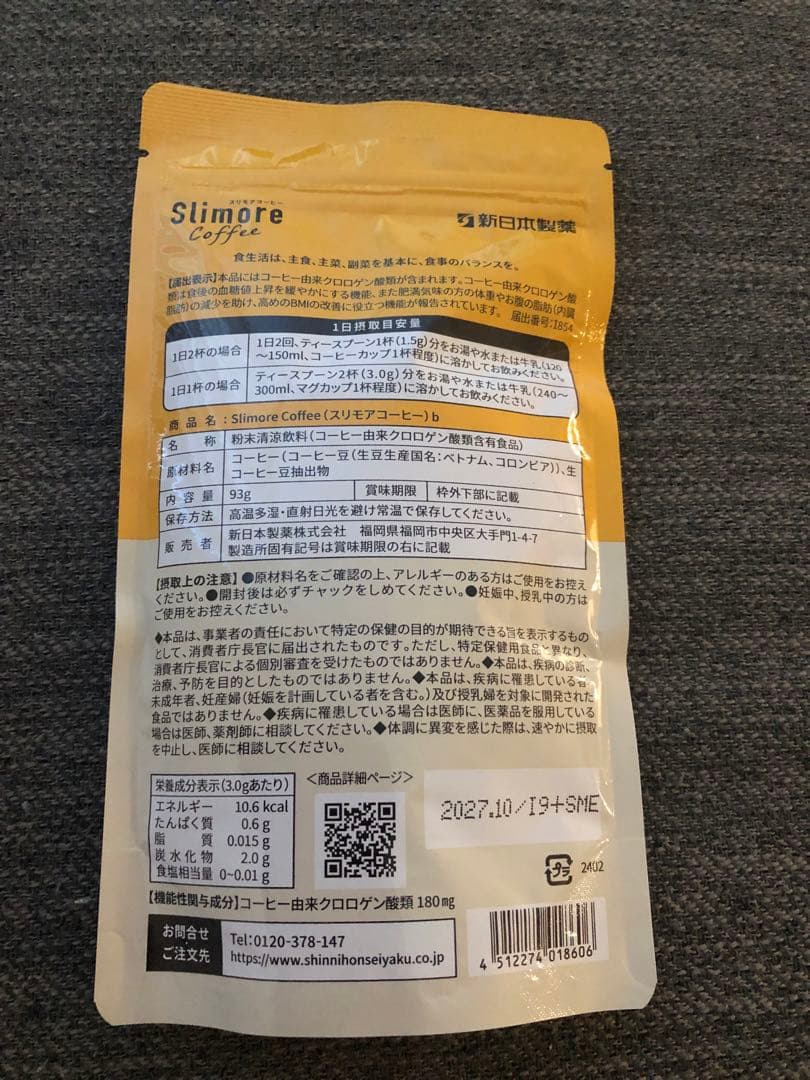 スリモアコーヒー
Slimore
Coffee
新日本製薬
食生活は、主食、主菜、副菜を基本に、食事のバランスを。
【届出表示】本品にはコーヒー由来クロロゲン酸類が含まれます。コーヒー由来クロロゲン酸
類は食後の血糖値上昇を緩やかにする機能、また肥満気味の方の体重やお腹の脂肪(内臓
脂肪)の減少を助け、高めのBMIの改善に役立つ機能が報告されています。 届出番号:I854
1日摂取目安量
1日2杯の場合
1日2回、ティースプーン1杯(1.5g)分をお湯や水または牛乳(120
～150ml、コーヒーカップ1杯程度)に溶かしてお飲みください。
1日1杯の場合
ティースプーン2杯(3.0g)分をお湯や水または牛乳(240～
300ml、マグカップ1杯程度)に溶かしてお飲みください。
商品名:Slimore Coffee(スリモアコーヒー)b
名称 粉末清涼飲料(コーヒー由来クロロゲン酸類含有食品)
原材料名 コーヒー(コーヒー豆(生豆生産国名:ベトナム、コロンビア))、生
コーヒー豆抽出物
内容量 93g 賞味期限 枠外下部に記載
保存方法 高温多湿・直射日光を避け常温で保存してください。
販売者 新日本製薬株式会社 福岡県福岡市中央区大手門1-4-7
製造所固有記号は賞味期限の右に記載
【摂取上の注意】●原材料名をご確認の上、アレルギーのある方はご使用をお控え
ください。●開封後は必ずチャックをしめてください。●妊娠中、授乳中の方は
ご使用をお控えください。
◆本品は、事業者の責任において特定の保健の目的が期待できる旨を表示するもの
として、消費者庁長官に届出されたものです。ただし、特定保健用食品と異なり、
消費者庁長官による個別審査を受けたものではありません。◆本品は、疾病の診断、
治療、予防を目的としたものではありません。◆本品は、疾病に罹患している者、
未成年者、妊産婦(妊娠を計画している者を含む。)及び授乳婦を対象に開発された
食品ではありません。◆疾病に罹患している場合は医師に、医薬品を服用している
場合は医師、薬剤師に相談してください。◆体調に異変を感じた際は、速やかに摂取
を中止し、医師に相談してください。
栄養成分表示(3.0gあたり)
エネルギー 10.6 kcal
たんぱく質 0.6 g
脂質 0.015 g
炭水化物 2.0 g
食塩相当量 0~0.01 g
＜商品詳細ページ＞
2027.10/I9+SME
プラ
2402
【機能性関与成分】コーヒー由来クロロゲン酸類 180mg
お問合せ
ご注文先
Tel:0120-378-147
https://www.shinnihonseiyaku.co.jp
4 512274 018606